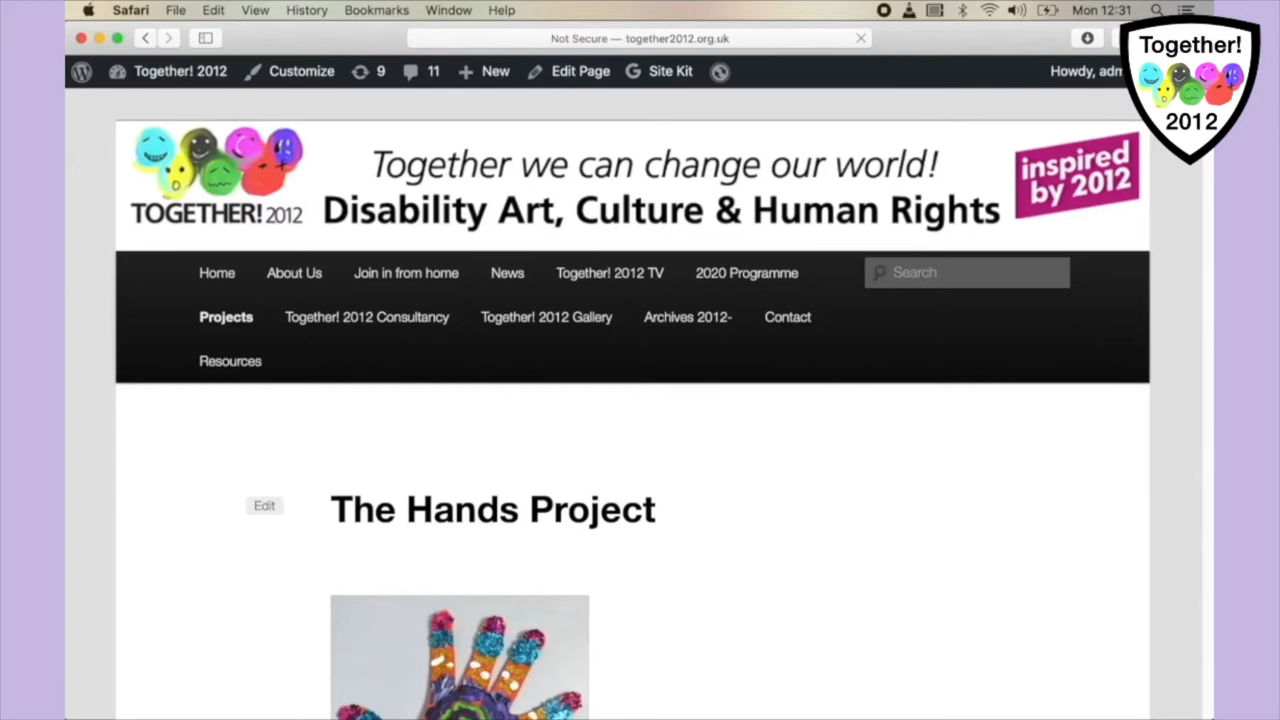 Safari File Edit View History Bookmarks Window Help Mon 12:31
Not Secure — together2012.org.uk
Together! 2012 Customize 9 11 New Edit Page Site Kit Howdy, adm
Together!
2012
Together we can change our world!
TOGETHER! 2012 Disability Art, Culture & Human Rights
inspired
by 2012
Home About Us Join in from home News Together! 2012 TV 2020 Programme Search
Projects Together! 2012 Consultancy Together! 2012 Gallery Archives 2012- Contact
Resources
Edit The Hands Project